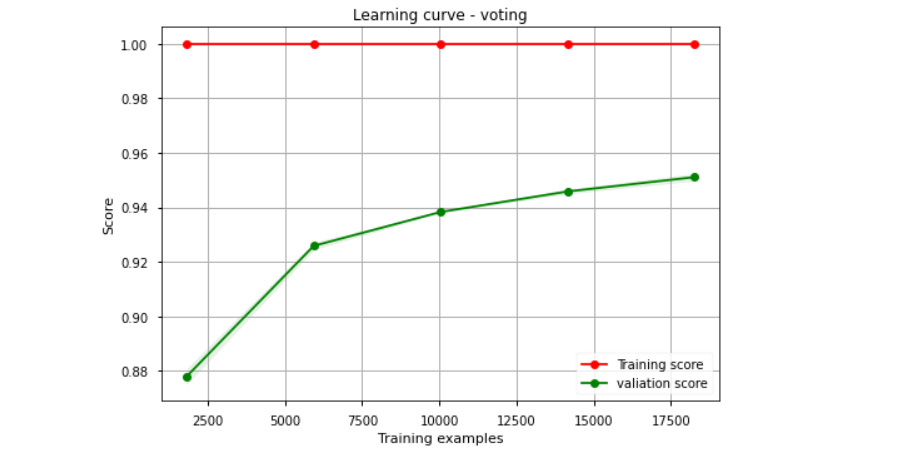 Learning curve - voting
1.00
0.98
0.96
0.94
0.92
0.90
0.88
Score
Training score
valiation score
2500 5000 7500 10000 12500 15000 17500
Training examples